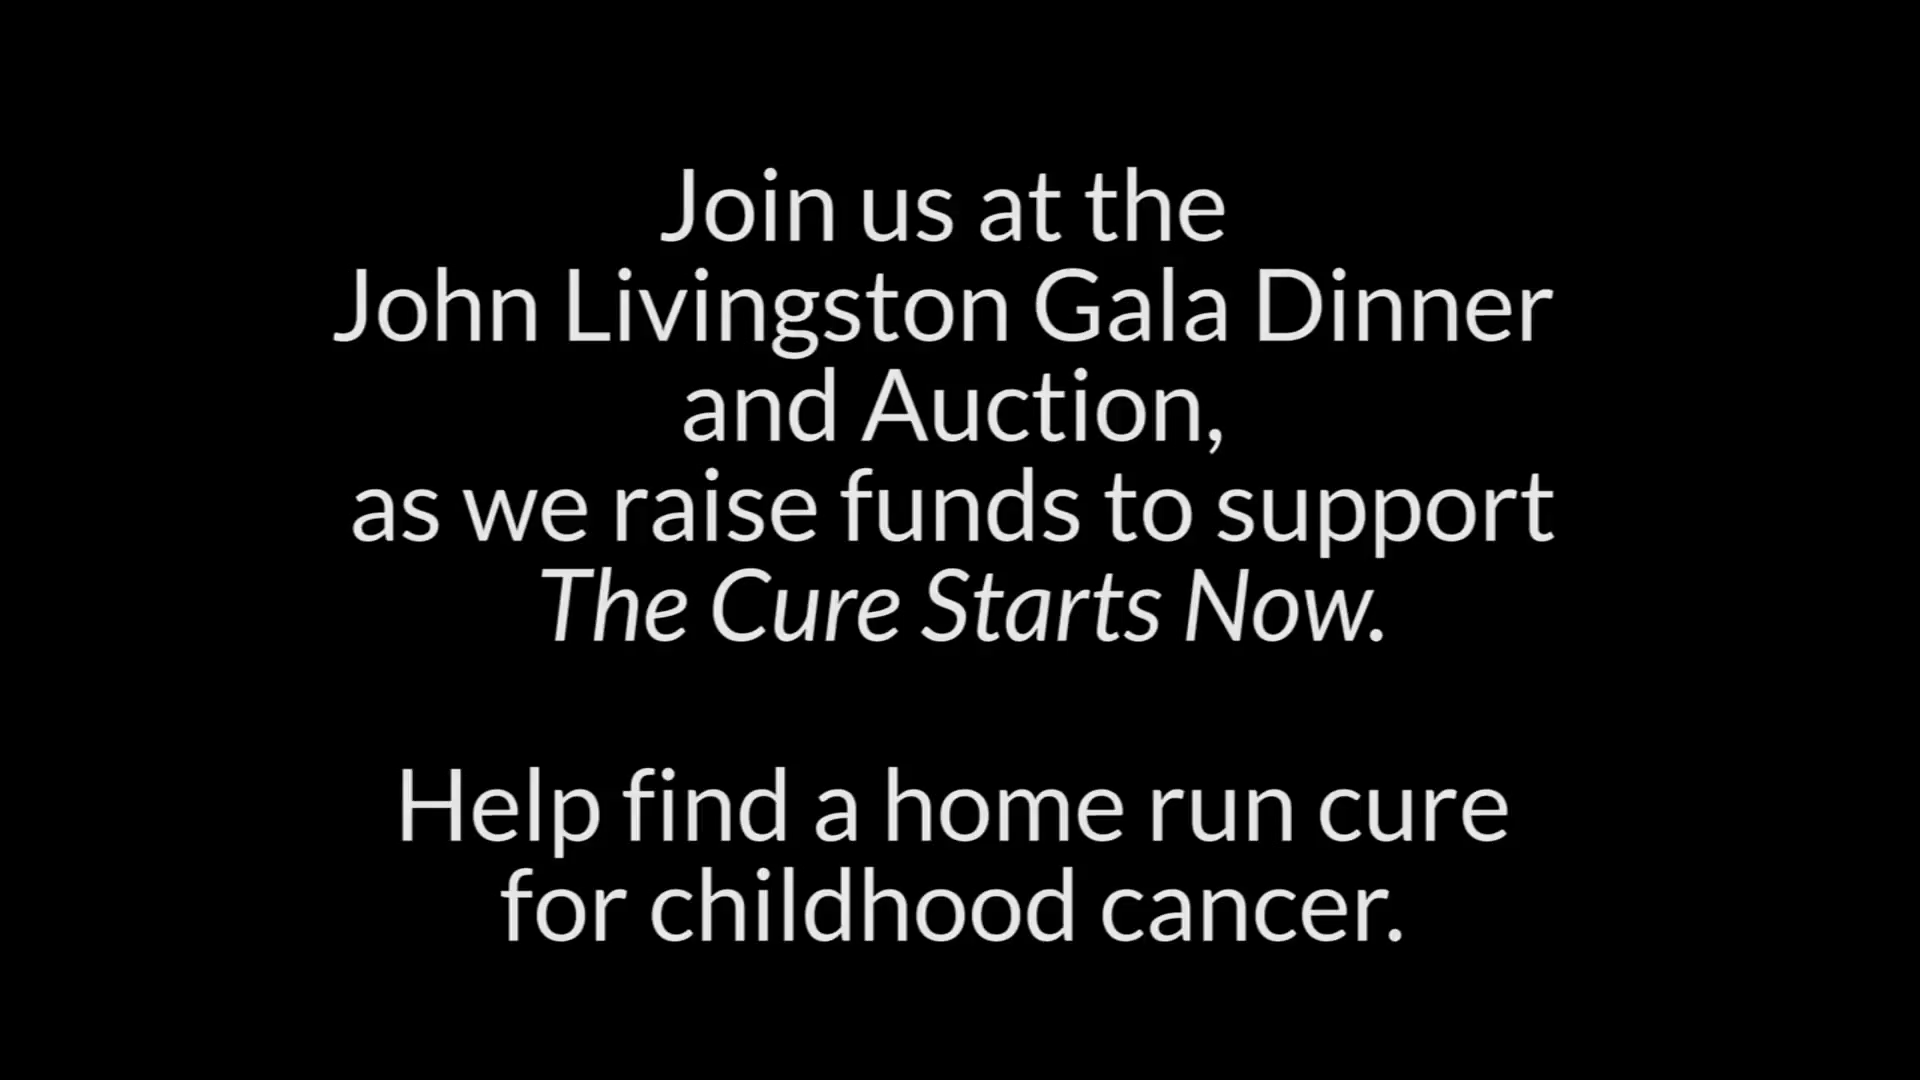 Join us at the
John Livingston Gala Dinner
and Auction,
as we raise funds to support
The Cure Starts Now.
Help find a home run cure
for childhood cancer.